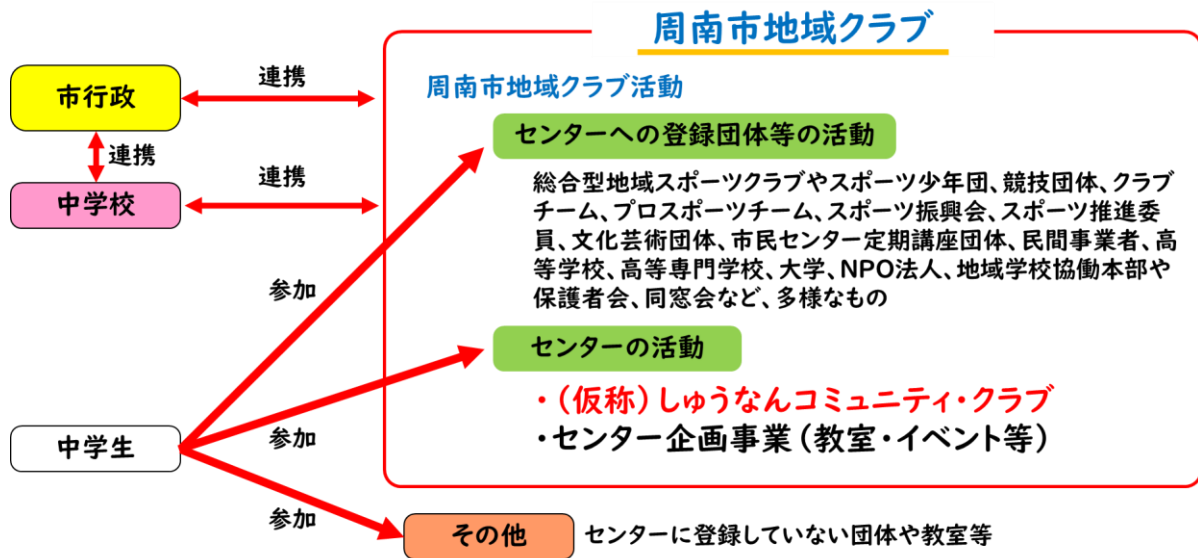 周南市地域クラブ
市行政
連携
周南市地域クラブ活動
連携
中学校
連携
センターへの登録団体等の活動
総合型地域スポーツクラブやスポーツ少年団、競技団体、クラブ
チーム、プロスポーツチーム、スポーツ振興会、スポーツ推進委
員、文化芸術団体、市民センター定期講座団体、民間事業者、高
等学校、高等専門学校、大学、NPO法人、地域学校協働本部や
保護者会、同窓会など、多様なもの
参加
センターの活動
・(仮称)しゅうなんコミュニティ・クラブ
・センター企画事業(教室・イベント等)
中学生
参加
参加
その他
センターに登録していない団体や教室等